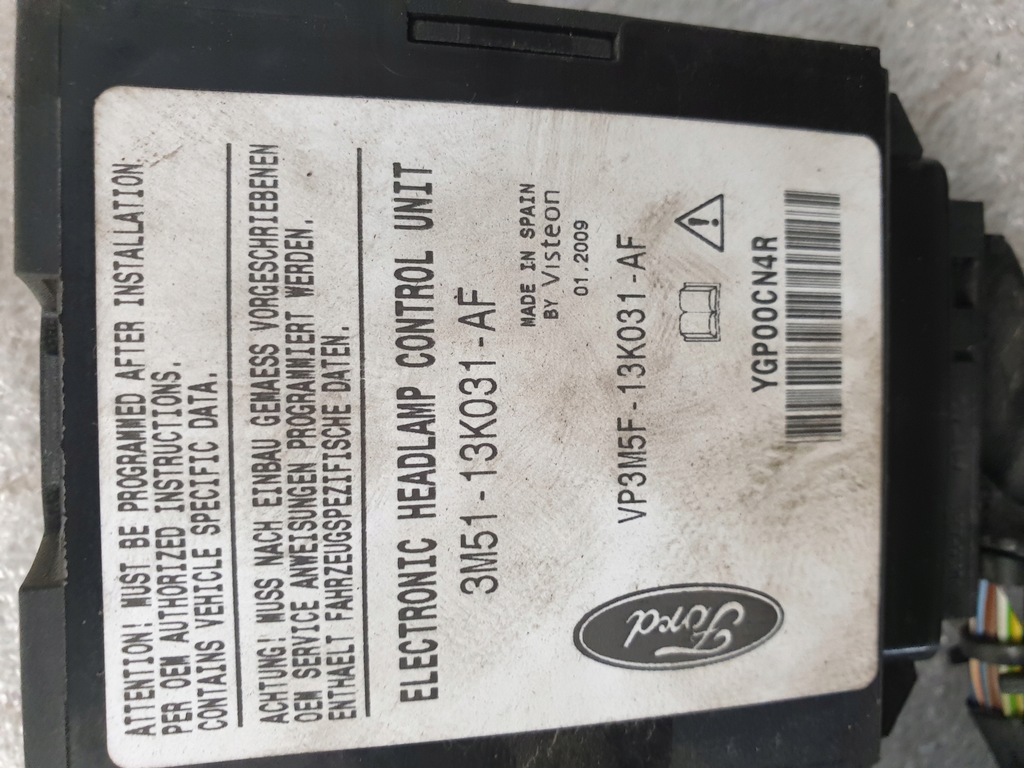 ATTENTION! MUST BE PROGRAMMED AFTER INSTALLATION
PER OEM AUTHORIZED INSTRUCTIONS.
CONTAINS VEHICLE SPECIFIC DATA.
ACHTUNG! MUSS NACH EINBAU GEMAESS VORGESCHRIEBENEN
OEM SERVICE ANWEISUNGEN PROGRAMMIERT WERDEN.
ENTHAELT FAHRZEUGSPEZIFISCHE DATEN.
ELECTRONIC HEADLAMP CONTROL UNIT
3M51-13K031-AF
MADE IN SPAIN
BY Visteon
01.2009
VP3M5F-13K031-AF
Ford
YGP00CN4R